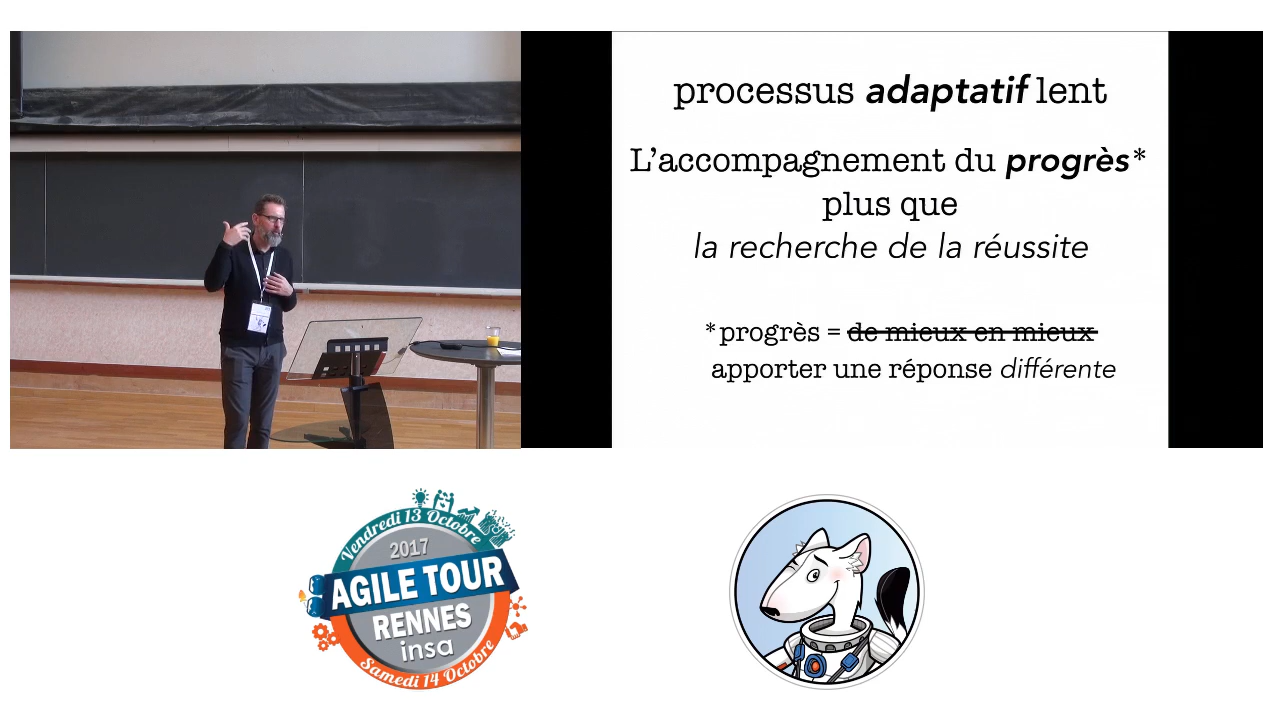 processus adaptatif lent
L’accompagnement du progrès*
plus que
la recherche de la réussite
*progrès = de mieux en mieux
apporter une réponse différente
Vendredi 13 Octobre
2017
AGILE TOUR
RENNES
insa
Samedi 14 Octobre